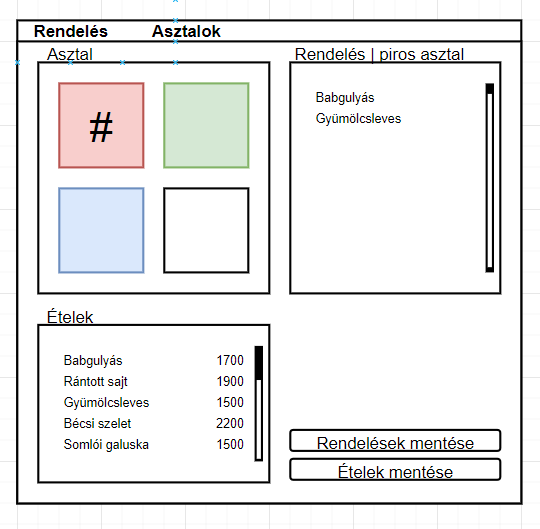 Rendelés Asztalok
Asztal
#
Rendelés | piros asztal
Babgulyás
Gyümölcsleves
Ételek
Babgulyás 1700
Rántott sajt 1900
Gyümölcsleves 1500
Bécsi szelet 2200
Somlói galuska 1500
Rendelések mentése
Ételek mentése